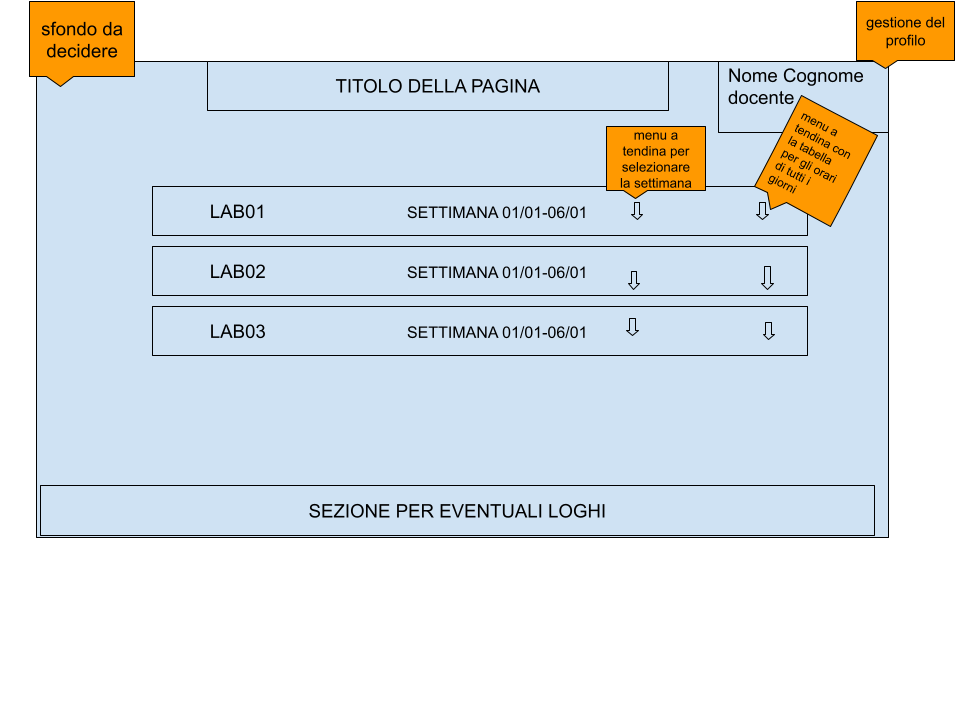 sfondo da
decidere
gestione del
profilo
TITOLO DELLA PAGINA
Nome Cognome
docente
menu a
tendina per
selezionare
la settimana
menu a
tendina con
la tabella
per gli orari
di tutti i
giorni
LAB01 SETTIMANA 01/01-06/01
LAB02 SETTIMANA 01/01-06/01
LAB03 SETTIMANA 01/01-06/01
SEZIONE PER EVENTUALI LOGHI